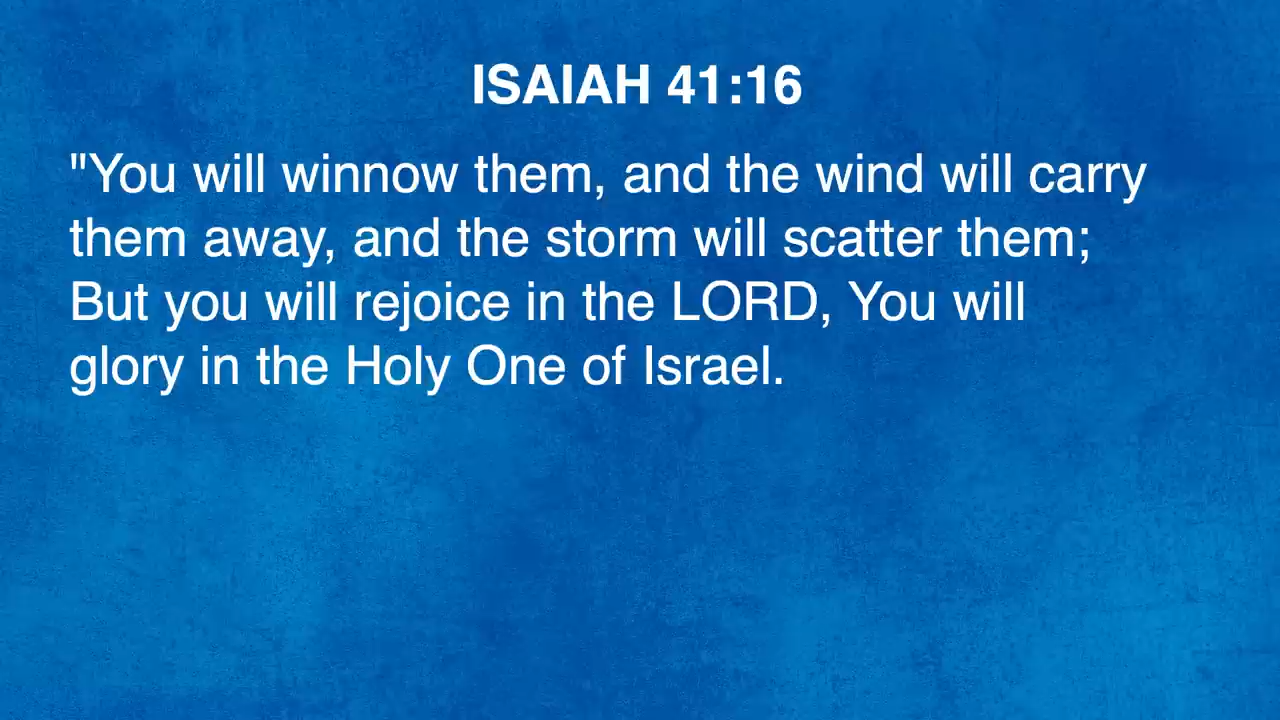 ISAIAH 41:16
"You will winnow them, and the wind will carry
them away, and the storm will scatter them;
But you will rejoice in the LORD, You will
glory in the Holy One of Israel.